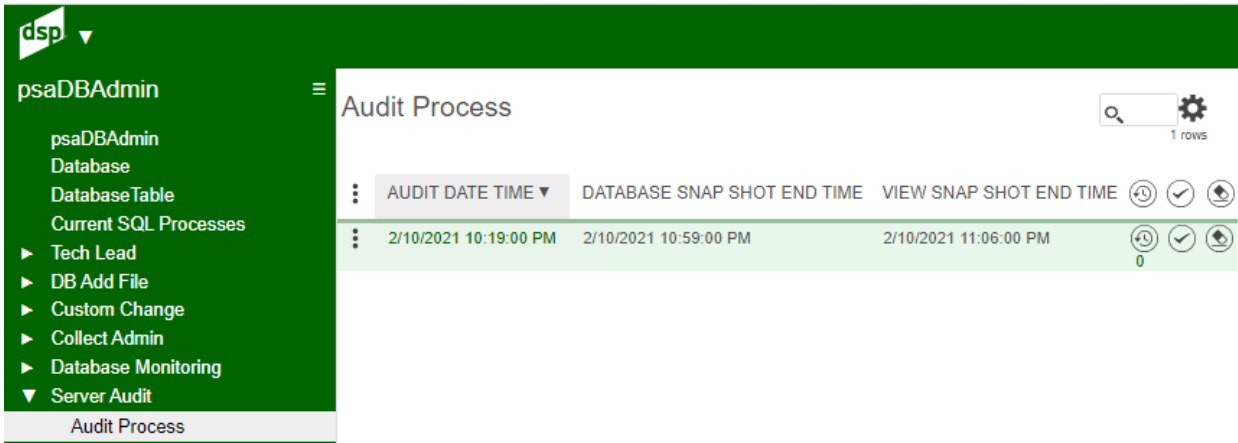 dsp ▼
psaDBAdmin ≡
psaDBAdmin
Database
DatabaseTable
Current SQL Processes
► Tech Lead
► DB Add File
► Custom Change
► Collect Admin
► Database Monitoring
▼ Server Audit
Audit Process
Audit Process
1 rows
AUDIT DATE TIME ▼ DATABASE SNAP SHOT END TIME VIEW SNAP SHOT END TIME
2/10/2021 10:19:00 PM 2/10/2021 10:59:00 PM 2/10/2021 11:06:00 PM
0